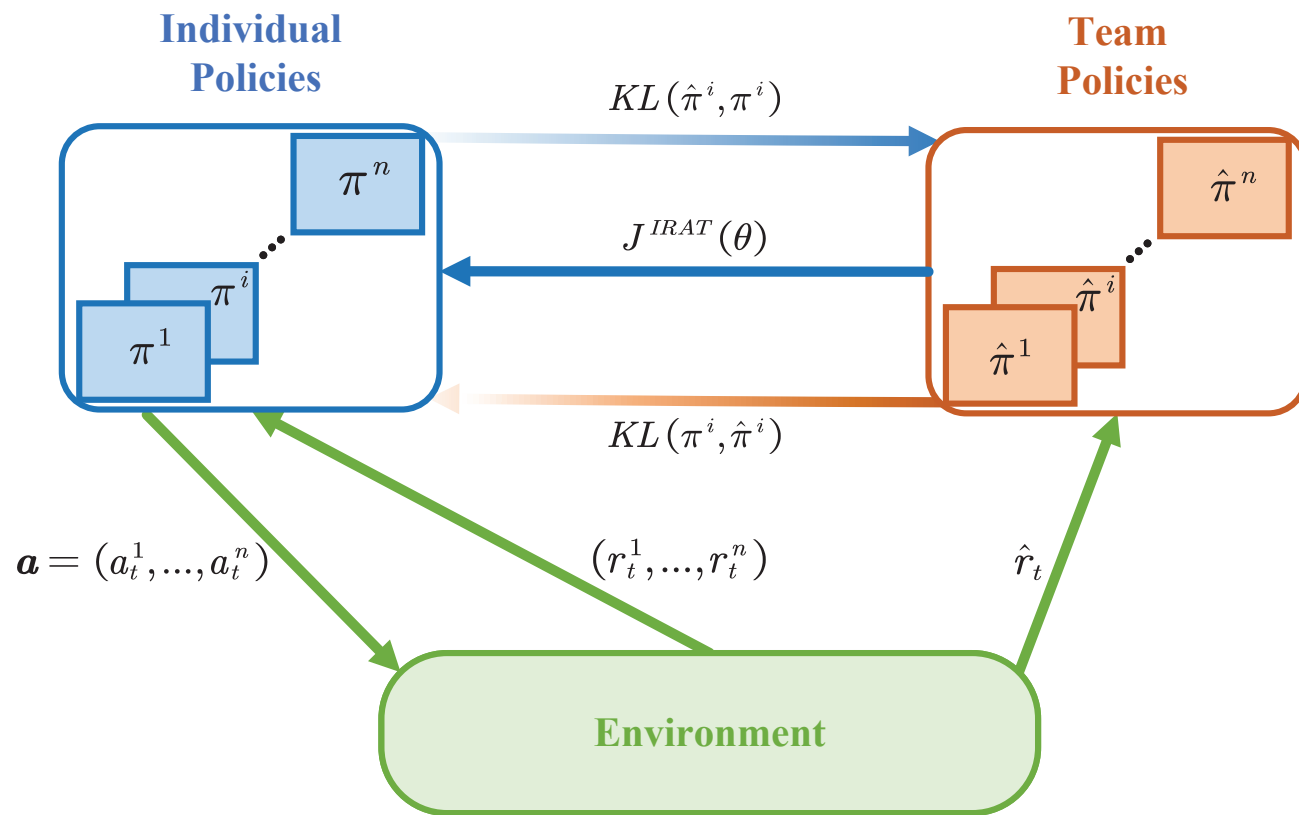 Individual
Policies
Team
Policies
KL(π̂^i, π^i)
π^n
π̂^n
J^{IRAT}(θ)
π^i
π̂^i
π^1
π̂^1
KL(π^i, π̂^i)
a = (a_t^1,...,a_t^n)
(r_t^1,...,r_t^n)
r̂_t
Environment